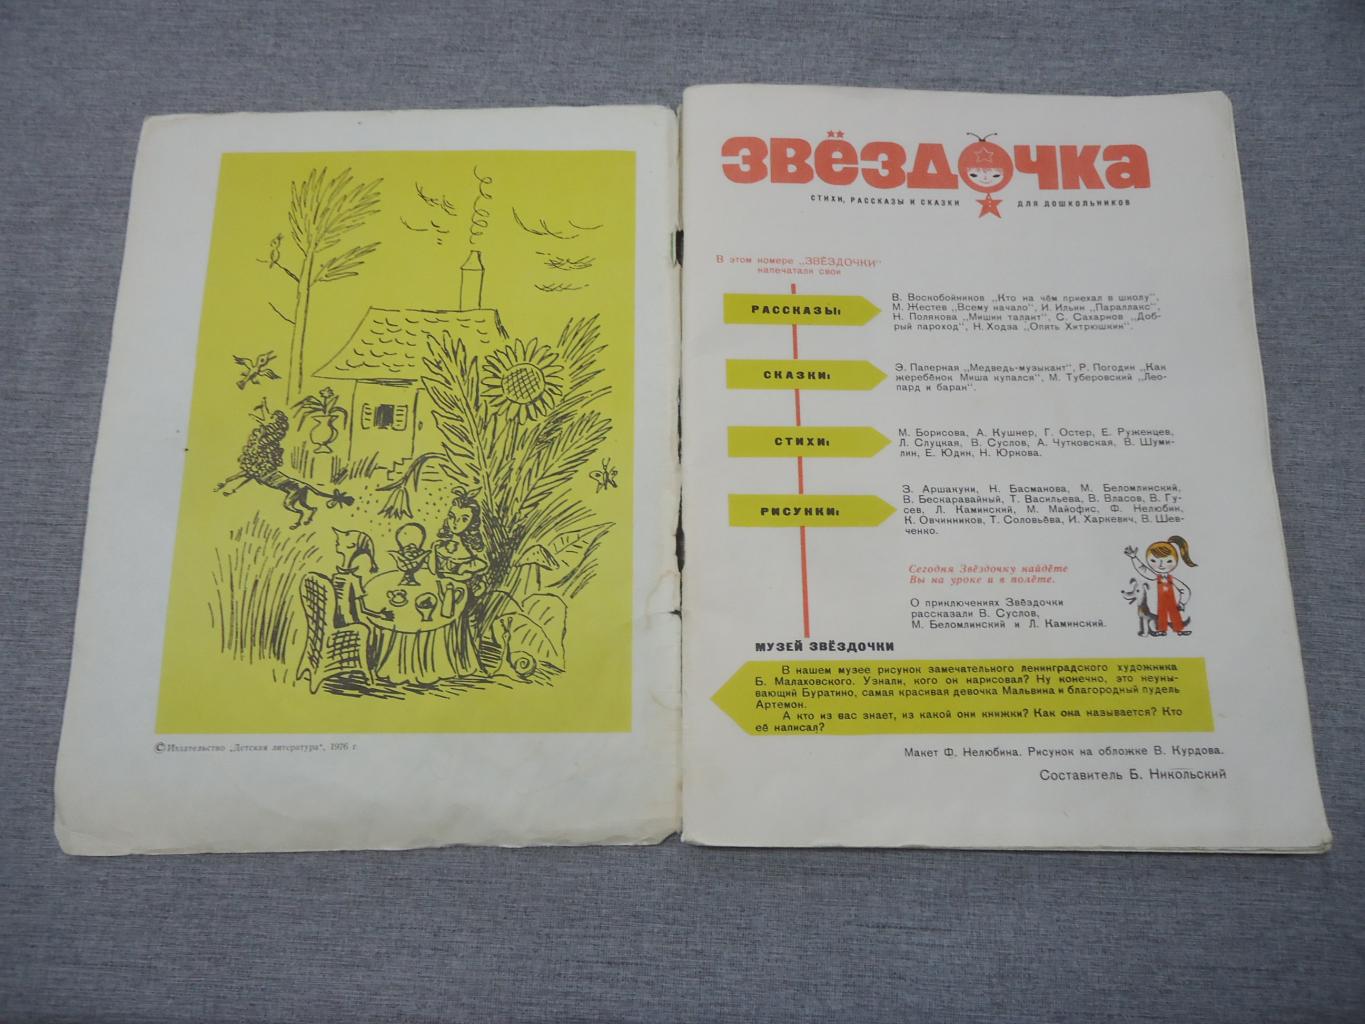 ©Издательство „Детская литература", 1976 г.
ЗВЁЗДОЧКА
СТИХИ, РАССКАЗЫ И СКАЗКИ ДЛЯ ДОШКОЛЬНИКОВ
В этом номере „ЗВЁЗДОЧКИ"
напечатали свои
РАССКАЗЫ:
В. Воскобойников „Кто на чём приехал в школу",
М. Жестев „Всему начало", И. Ильин „Параллакс",
Н. Полякова „Мишин талант", С. Сахарнов „Доб-
рый пароход", Н. Ходза „Опять Хитрюшкин".
СКАЗКИ:
Э. Паперная „Медведь-музыкант", Р. Погодин „Как
жеребёнок Миша купался", М. Туберовский „Лео-
пард и баран".
СТИХИ:
М. Борисова, А. Кушнер, Г. Остер, Е. Руженцев,
Л. Слуцкая, В. Суслов, А. Чутковская, В. Шуми-
лин, Е. Юдин, Н. Юркова.
РИСУНКИ:
З. Аршакуни, Н. Басманова, М. Беломлинский,
В. Бескаравайный, Т. Васильева, В. Власов, В. Гу-
сев, Л. Каминский, М. Майофис, Ф. Нелюбин,
К. Овчинников, Т. Соловьёва, И. Харкевич, В. Шев-
ченко.
Сегодня Звёздочку найдёте
Вы на уроке и в полёте.
О приключениях Звёздочки
рассказали В. Суслов,
М. Беломлинский и Л. Каминский.
МУЗЕЙ ЗВЁЗДОЧКИ
В нашем музее рисунок замечательного ленинградского художника
Б. Малаховского. Узнали, кого он нарисовал? Ну конечно, это неуны-
вающий Буратино, самая красивая девочка Мальвина и благородный пудель
Артемон.
А кто из вас знает, из какой они книжки? Как она называется? Кто
её написал?
Макет Ф. Нелюбина. Рисунок на обложке В. Курдова.
Составитель Б. Никольский